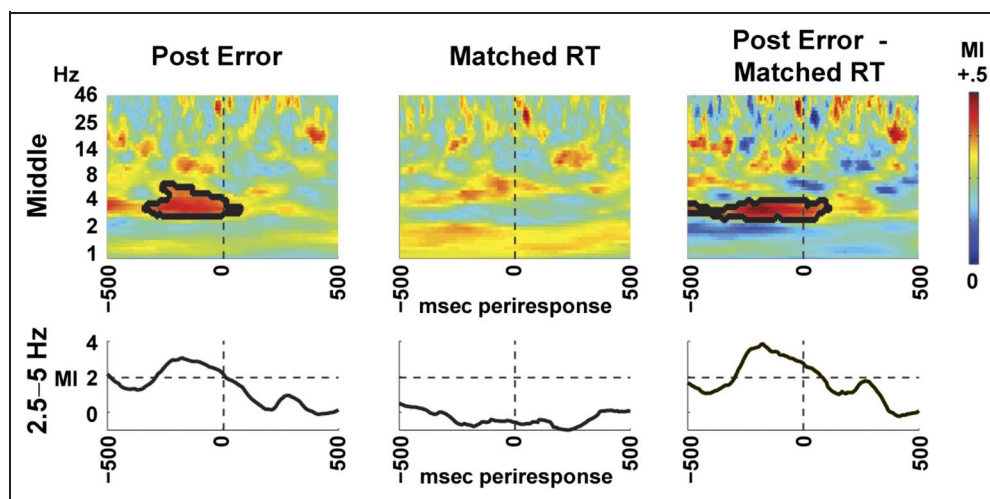 Post Error
Matched RT
Post Error -
Matched RT
MI
+.5
0
Hz
46
25
14
8
4
2
1
Middle
-500
0
500
-500
0
500
-500
0
500
msec periresponse
2.5–5 Hz
4
MI 2
0
-500
0
500
-500
0
500
-500
0
500
msec periresponse